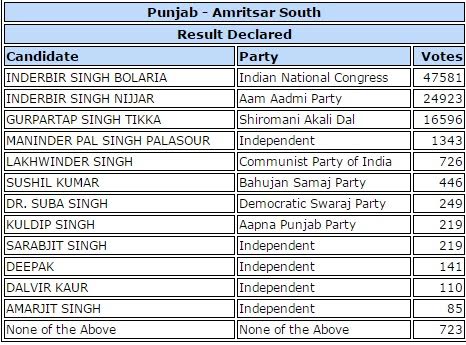 Punjab - Amritsar South
Result Declared
Candidate Party Votes
INDERBIR SINGH BOLARIA Indian National Congress 47581
INDERBIR SINGH NIJJAR Aam Aadmi Party 24923
GURPARTAP SINGH TIKKA Shiromani Akali Dal 16596
MANINDER PAL SINGH PALASOUR Independent 1343
LAKHWINDER SINGH Communist Party of India 726
SUSHIL KUMAR Bahujan Samaj Party 446
DR. SUBA SINGH Democratic Swaraj Party 249
KULDIP SINGH Aapna Punjab Party 219
SARABJIT SINGH Independent 219
DEEPAK Independent 141
DALVIR KAUR Independent 110
AMARJIT SINGH Independent 85
None of the Above None of the Above 723